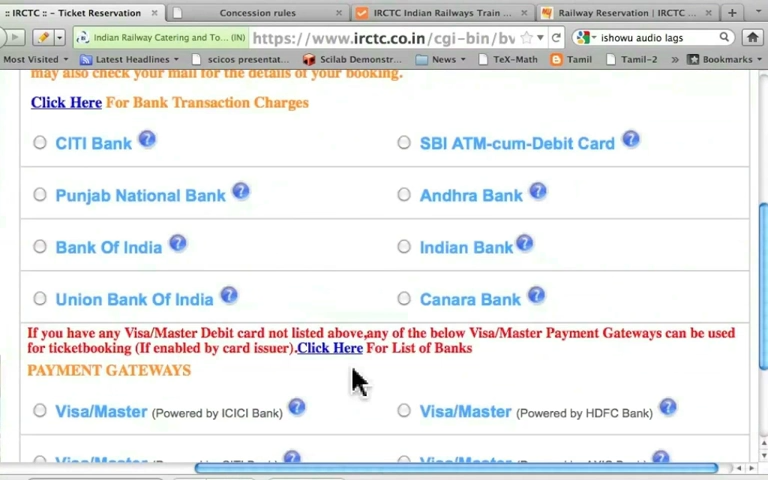 :: IRCTC :: - Ticket Reservation
Concession rules
IRCTC Indian Railways Train ...
Railway Reservation | IRCTC ...
Indian Railway Catering and To... (IN)
https://www.irctc.co.in/cgi-bin/bv
ishowu audio lags
Most Visited
Latest Headlines
scicos presentat...
Scilab Demonstr...
News
TeX-Math
Tamil
Tamil-2
»
Bookmarks
may also check your mail for the details of your booking.
Click Here For Bank Transaction Charges
CITI Bank ?
SBI ATM-cum-Debit Card ?
Punjab National Bank ?
Andhra Bank ?
Bank Of India ?
Indian Bank ?
Union Bank Of India ?
Canara Bank ?
If you have any Visa/Master Debit card not listed above,any of the below Visa/Master Payment Gateways can be used
for ticketbooking (If enabled by card issuer).Click Here For List of Banks
PAYMENT GATEWAYS
Visa/Master (Powered by ICICI Bank) ?
Visa/Master (Powered by HDFC Bank) ?